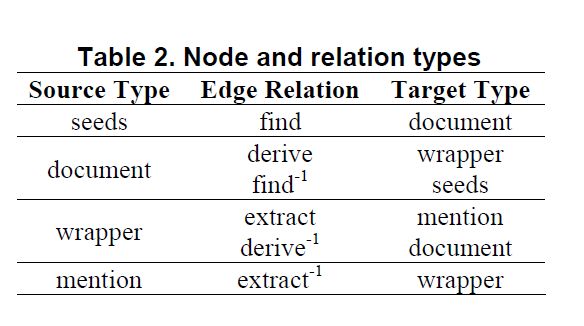 Table 2. Node and relation types
Source Type Edge Relation Target Type
seeds find document
document derive wrapper
find⁻¹ seeds
wrapper extract mention
derive⁻¹ document
mention extract⁻¹ wrapper